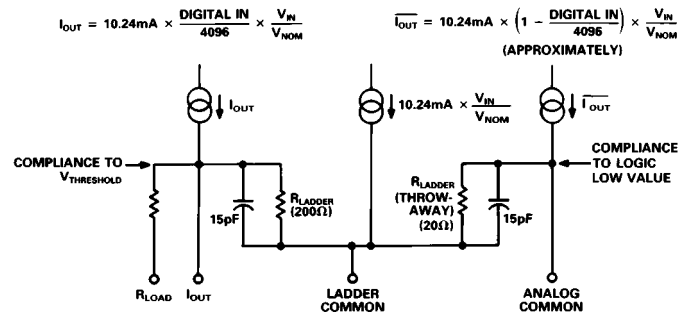 I_OUT = 10.24mA × DIGITAL IN / 4096 × V_IN / V_NOM
I_OUT = 10.24mA × (1 − DIGITAL IN / 4096) × V_IN / V_NOM
(APPROXIMATELY)
I_OUT
10.24mA × V_IN / V_NOM
I_OUT
COMPLIANCE TO
V_THRESHOLD
COMPLIANCE
TO LOGIC
LOW VALUE
15pF
R_LADDER
(200Ω)
R_LADDER
(THROW-
AWAY)
(20Ω)
15pF
R_LOAD
I_OUT
LADDER
COMMON
ANALOG
COMMON